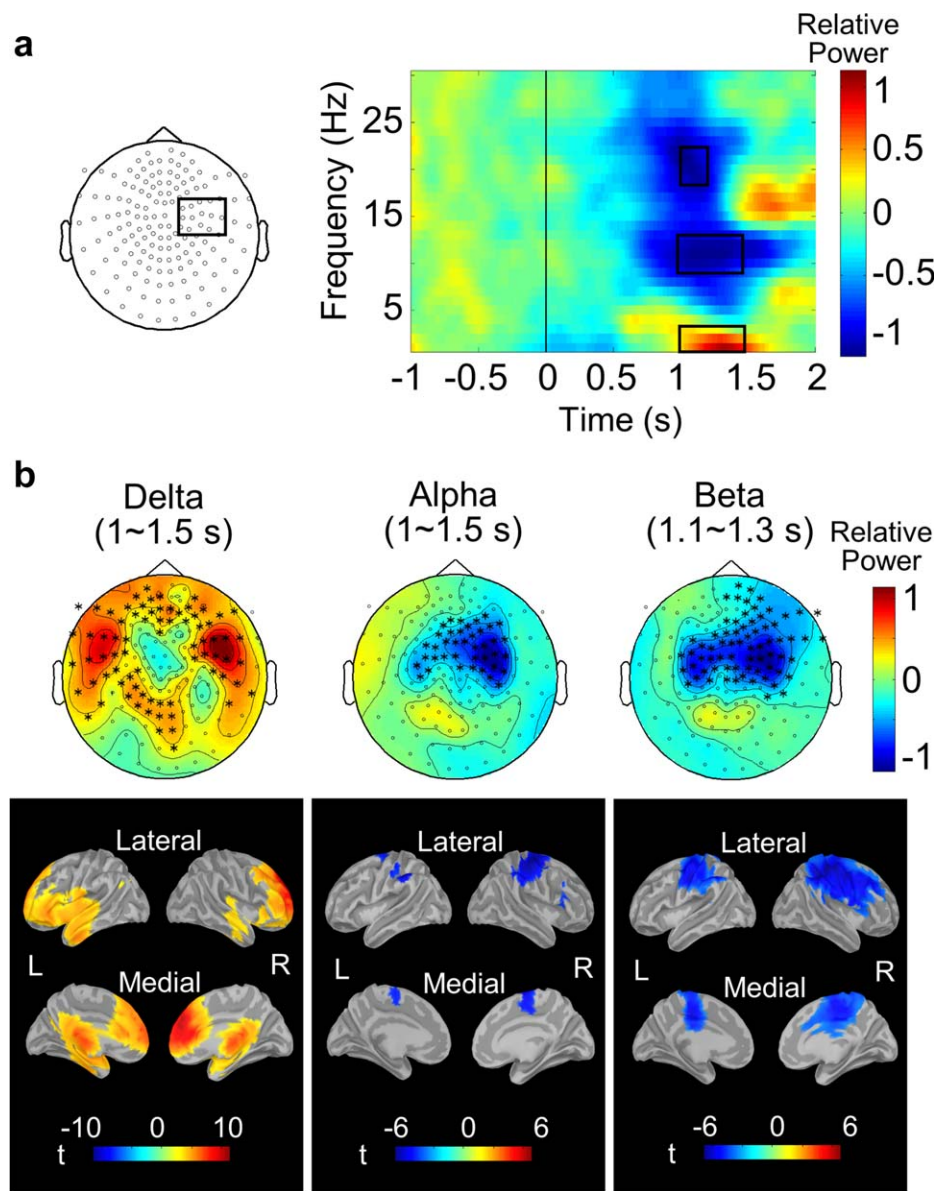 a
Relative
Power
Frequency (Hz)
25
15
5
-1 -0.5 0 0.5 1 1.5 2
Time (s)
1
0.5
0
-0.5
-1
b
Delta
(1~1.5 s)
Alpha
(1~1.5 s)
Beta
(1.1~1.3 s)
Relative
Power
1
0
-1
Lateral
L R
Medial
-10 0 10
t
Lateral
L R
Medial
-6 0 6
t
Lateral
L R
Medial
-6 0 6
t